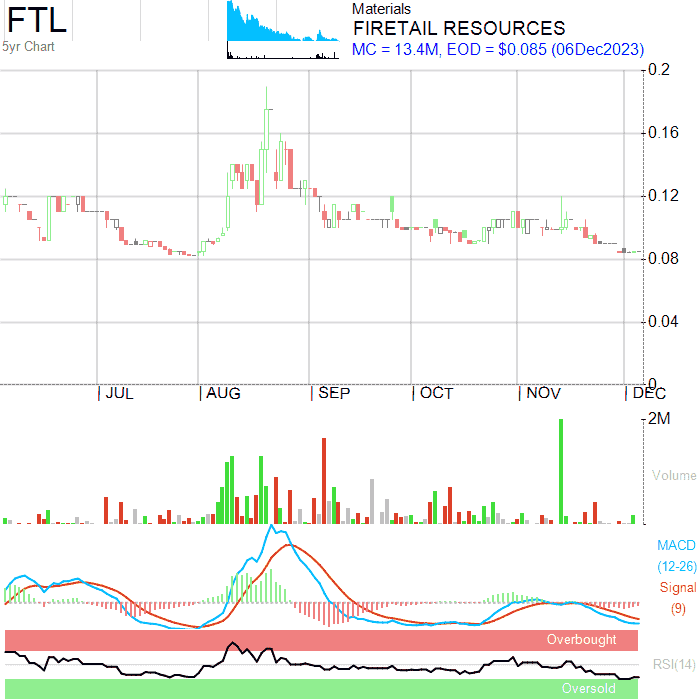 FTL
5yr Chart
Materials
FIRETAIL RESOURCES
MC = 13.4M, EOD = $0.085 (06Dec2023)
0.2
0.16
0.12
0.08
0.04
0
JUL AUG SEP OCT NOV DEC
2M
Volume
MACD
(12-26)
Signal
(9)
Overbought
RSI(14)
Oversold